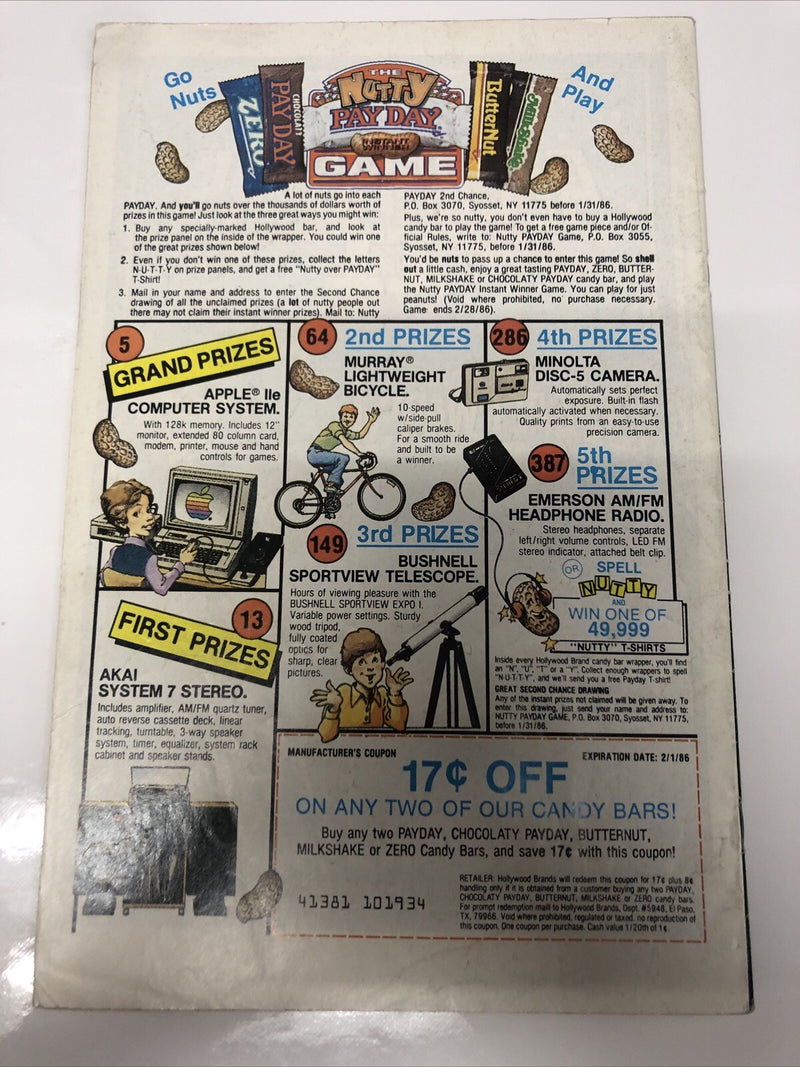 Go
Nuts
And
Play
ZERO
CHOCOLATY
PAYDAY
THE
NUTTY
PAYDAY
INSTANT
WINNER
GAME
ButterNut
Milkshake
A lot of nuts go into each
PAYDAY. And you'll go nuts over the thousands of dollars worth of
prizes in this game! Just look at the three great ways you might win:
1. Buy any specially-marked Hollywood bar, and look at
the prize panel on the inside of the wrapper. You could win one
of the great prizes shown below!
2. Even if you don't win one of these prizes, collect the letters
N-U-T-T-Y on prize panels, and get a free "Nutty over PAYDAY"
T-Shirt!
3. Mail in your name and address to enter the Second Chance
drawing of all the unclaimed prizes (a lot of nutty people out
there may not claim their instant winner prizes). Mail to: Nutty
PAYDAY 2nd Chance,
P.O. Box 3070, Syosset, NY 11775 before 1/31/86.
Plus, we're so nutty, you don't even have to buy a Hollywood
candy bar to play the game! To get a free game piece and/or Of-
ficial Rules, write to: Nutty PAYDAY Game, P.O. Box 3055,
Syosset, NY 11775, before 1/31/86.
You'd be nuts to pass up a chance to enter this game! So shell
out a little cash, enjoy a great tasting PAYDAY, ZERO, BUTTER-
NUT, MILKSHAKE or CHOCOLATY PAYDAY candy bar, and play
the Nutty PAYDAY Instant Winner Game. You can play for just
peanuts! (Void where prohibited, no purchase necessary.
Game ends 2/28/86).
5
GRAND PRIZES
APPLE® IIe
COMPUTER SYSTEM.
With 128k memory. Includes 12"
monitor, extended 80 column card,
modem, printer, mouse and hand
controls for games.
13
FIRST PRIZES
AKAI
SYSTEM 7 STEREO.
Includes amplifier, AM/FM quartz tuner,
auto reverse cassette deck, linear
tracking, turntable, 3-way speaker
system, timer, equalizer, system rack
cabinet and speaker stands.
64 2nd PRIZES
MURRAY®
LIGHTWEIGHT
BICYCLE.
10-speed
w/side-pull
caliper brakes.
For a smooth ride
and built to be
a winner.
149 3rd PRIZES
BUSHNELL
SPORTVIEW TELESCOPE.
Hours of viewing pleasure with the
BUSHNELL SPORTVIEW EXPO I.
Variable power settings. Sturdy
wood tripod,
fully coated
optics for
sharp, clear
pictures.
286 4th PRIZES
MINOLTA
DISC-5 CAMERA.
Automatically sets perfect
exposure. Built-in flash
automatically activated when necessary.
Quality prints from an easy-to-use
precision camera.
387 5th
PRIZES
EMERSON AM/FM
HEADPHONE RADIO.
Stereo headphones, separate
left/right volume controls, LED FM
stereo indicator, attached belt clip.
OR SPELL
NUTTY
AND
WIN ONE OF
49,999
"NUTTY" T-SHIRTS
Inside every Hollywood Brand candy bar wrapper, you'll find
an "N", "U", "T" or a "Y". Collect enough wrappers to spell
"N-U-T-T-Y", and we'll send you a free Payday T-shirt!
GREAT SECOND CHANCE DRAWING
Any of the instant prizes not claimed will be given away. To
enter this drawing, just send your name and address to:
NUTTY PAYDAY GAME, P.O. Box 3070, Syosset, NY 11775,
before 1/31/86.
MANUFACTURER'S COUPON
EXPIRATION DATE: 2/1/86
17¢ OFF
ON ANY TWO OF OUR CANDY BARS!
Buy any two PAYDAY, CHOCOLATY PAYDAY, BUTTERNUT,
MILKSHAKE or ZERO Candy Bars, and save 17¢ with this coupon!
41381 101934
RETAILER: Hollywood Brands will redeem this coupon for 17¢ plus 8¢
handling only if it is obtained from a customer buying any two PAYDAY,
CHOCOLATY PAYDAY, BUTTERNUT, MILKSHAKE or ZERO candy bars.
For prompt redemption mail to Hollywood Brands, Dept. #5948, El Paso,
TX, 79966. Void where prohibited, regulated or taxed. no reproduction of
this coupon. One coupon per purchase. Cash value 1/20th of 1¢.